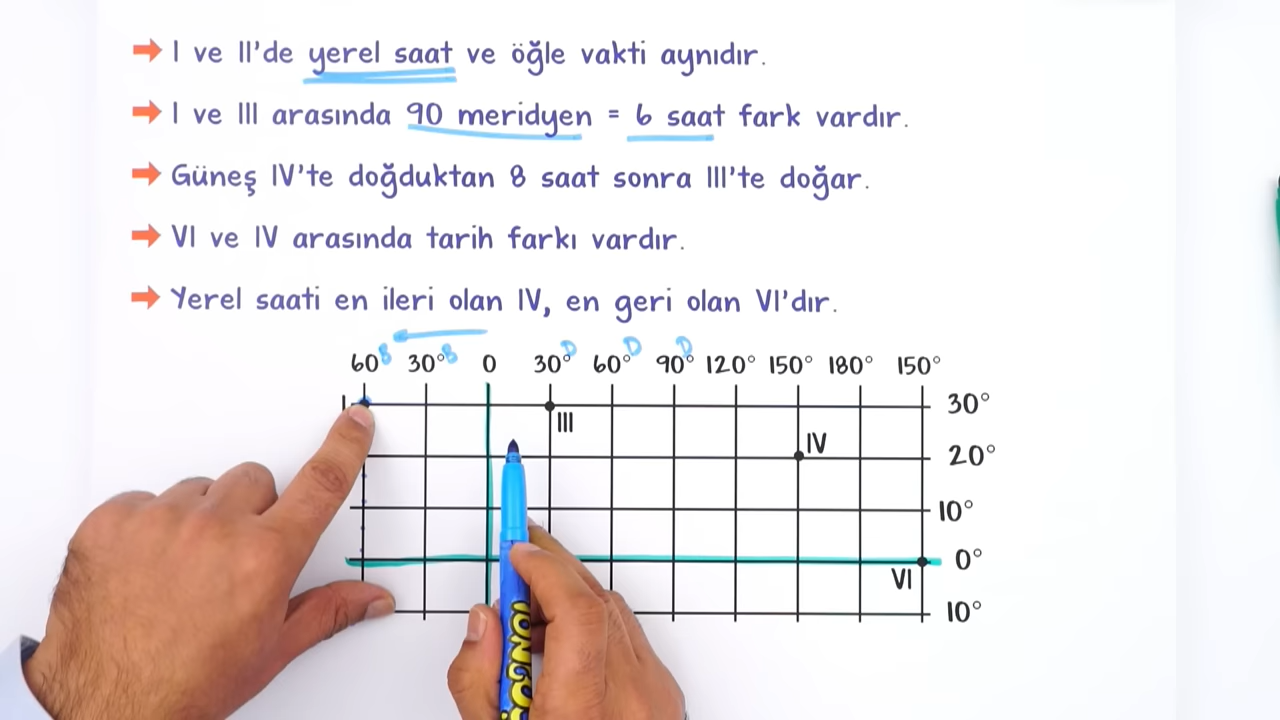 I ve II'de yerel saat ve öğle vakti aynıdır.
I ve III arasında 90 meridyen = 6 saat fark vardır.
Güneş IV'te doğduktan 8 saat sonra III'te doğar.
VI ve IV arasında tarih farkı vardır.
Yerel saati en ileri olan IV, en geri olan VI'dır.
60°B 30°B 0 30°D 60°D 90°D 120° 150° 180° 150°
I 30°
III
IV
20°
10°
0°
VI
10°